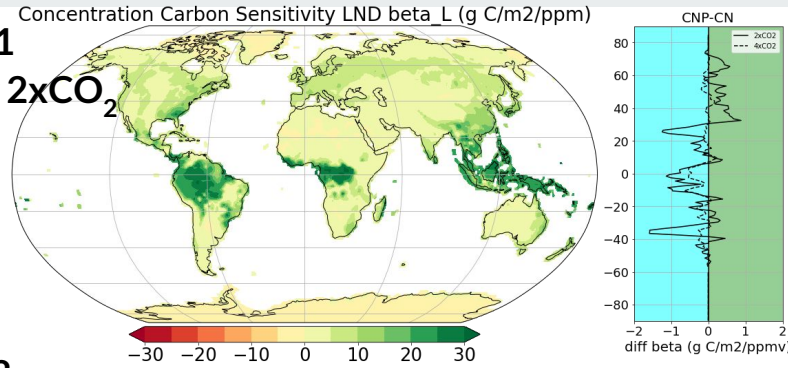 Concentration Carbon Sensitivity LND beta_L (g C/m2/ppm)
1
2xCO2
−30 −20 −10 0 10 20 30
CNP-CN
2xCO2
4xCO2
80
60
40
20
0
−20
−40
−60
−80
−2 −1 0 1 2
diff beta (g C/m2/ppmv)